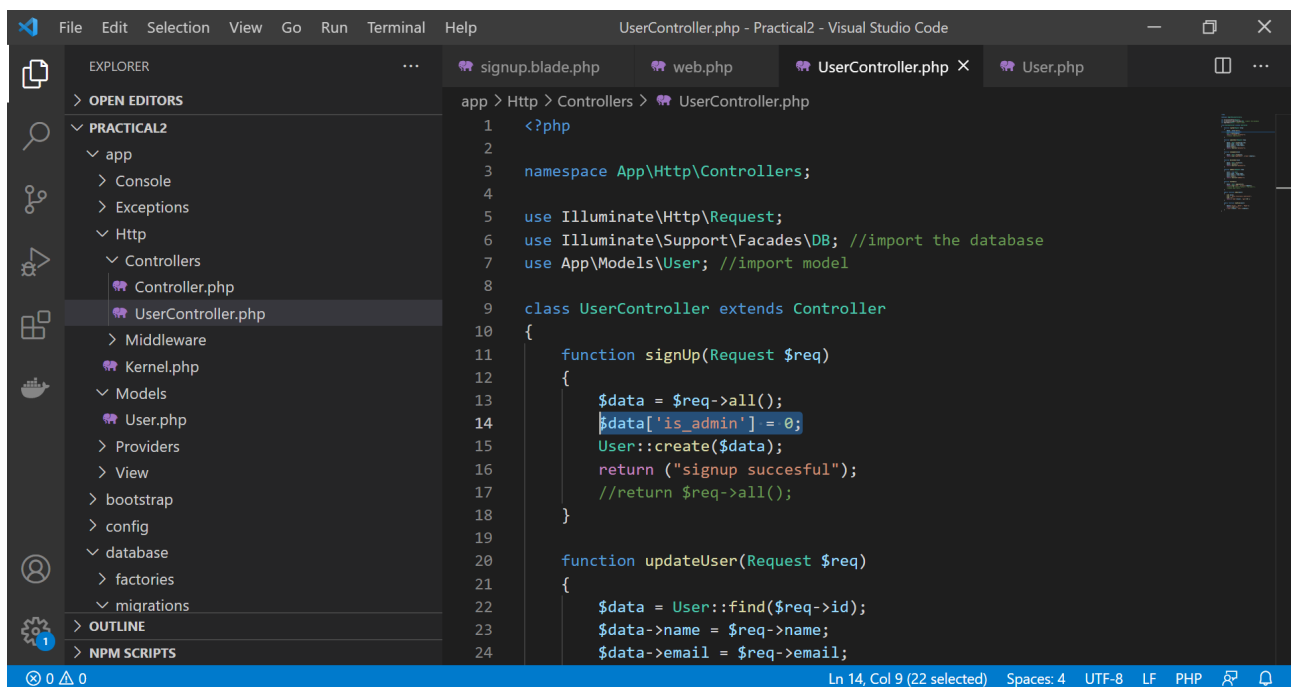 File Edit Selection View Go Run Terminal Help UserController.php - Practical2 - Visual Studio Code
EXPLORER
OPEN EDITORS
PRACTICAL2
app
Console
Exceptions
Http
Controllers
Controller.php
UserController.php
Middleware
Kernel.php
Models
User.php
Providers
View
bootstrap
config
database
factories
migrations
OUTLINE
NPM SCRIPTS
1
signup.blade.php web.php UserController.php User.php
app > Http > Controllers > UserController.php
1 <?php
2
3 namespace App\Http\Controllers;
4
5 use Illuminate\Http\Request;
6 use Illuminate\Support\Facades\DB; //import the database
7 use App\Models\User; //import model
8
9 class UserController extends Controller
10 {
11 function signUp(Request $req)
12 {
13 $data = $req->all();
14 $data['is_admin'] = 0;
15 User::create($data);
16 return ("signup succesful");
17 //return $req->all();
18 }
19
20 function updateUser(Request $req)
21 {
22 $data = User::find($req->id);
23 $data->name = $req->name;
24 $data->email = $req->email;
0 0 Ln 14, Col 9 (22 selected) Spaces: 4 UTF-8 LF PHP